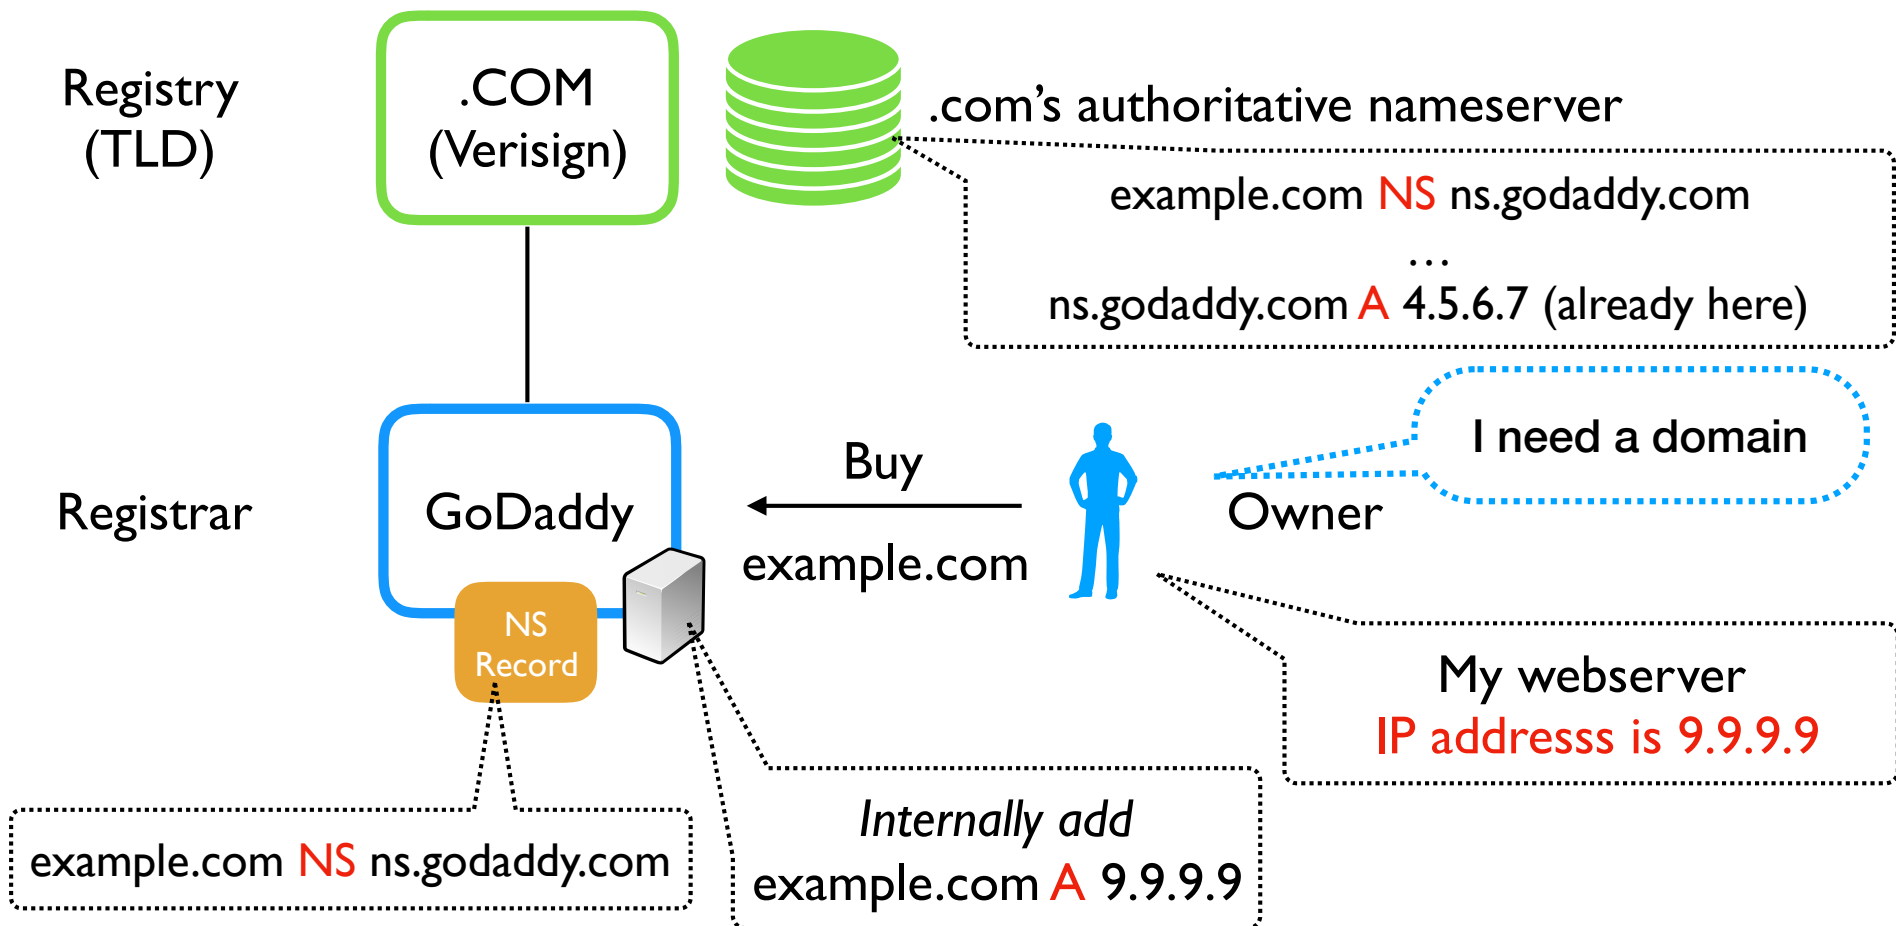 Registry
(TLD)
.COM
(Verisign)
.com's authoritative nameserver
example.com NS ns.godaddy.com
...
ns.godaddy.com A 4.5.6.7 (already here)
I need a domain
Registrar
GoDaddy
Buy
example.com
Owner
NS
Record
My webserver
IP addresss is 9.9.9.9
example.com NS ns.godaddy.com
Internally add
example.com A 9.9.9.9